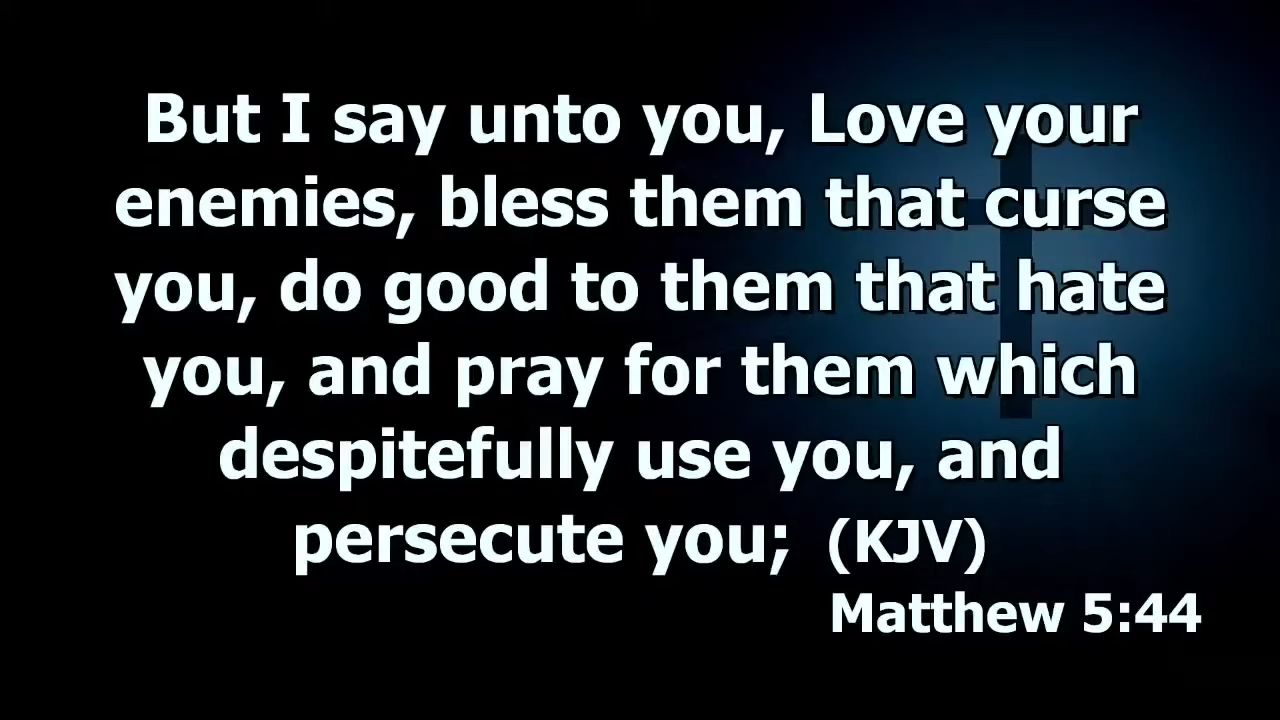 But I say unto you, Love your
enemies, bless them that curse
you, do good to them that hate
you, and pray for them which
despitefully use you, and
persecute you; (KJV)
Matthew 5:44